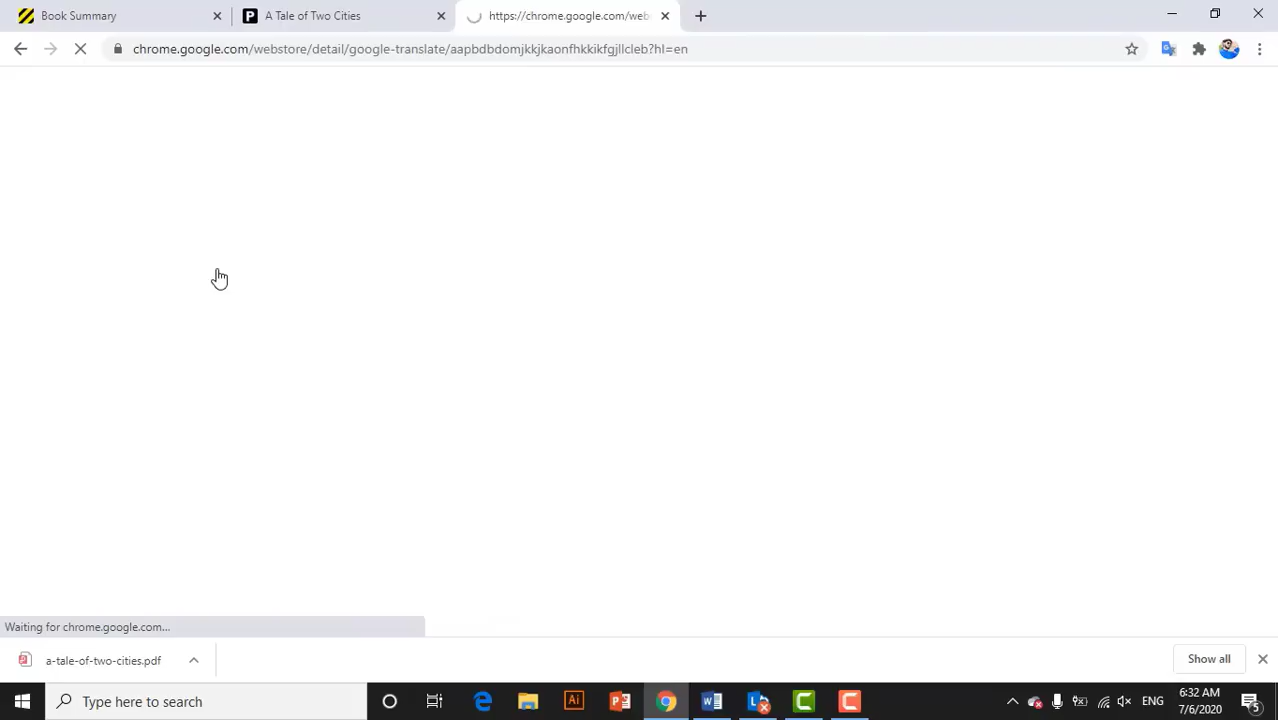 Book Summary
A Tale of Two Cities
https://chrome.google.com/web
chrome.google.com/webstore/detail/google-translate/aapbdbdomjkkjkaonfhkkikfgjllcleb?hl=en
Waiting for chrome.google.com...
a-tale-of-two-cities.pdf
Show all
Type here to search
ENG
6:32 AM
7/6/2020
5